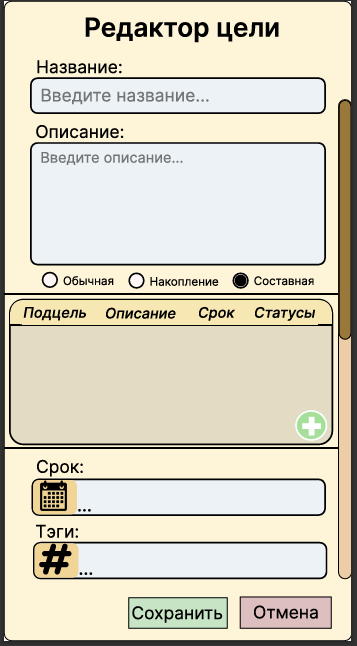 Редактор цели
Название:
Введите название...
Описание:
Введите описание...
Обычная Накопление Составная
Подцель Описание Срок Статусы
Срок:
...
Тэги:
# ...
Сохранить Отмена